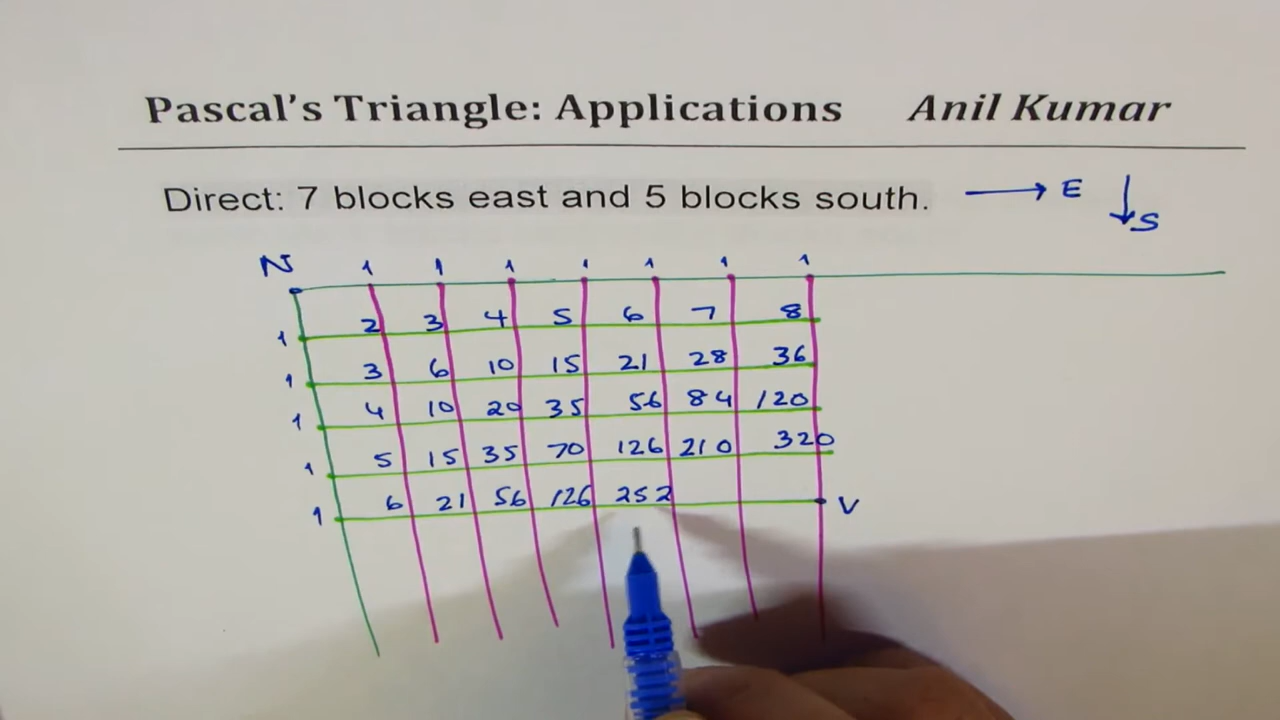 Pascal's Triangle: Applications Anil Kumar
Direct: 7 blocks east and 5 blocks south. E S
N 1 1 1 1 1 1 1
1 2 3 4 5 6 7 8
1 3 6 10 15 21 28 36
1 4 10 20 35 56 84 120
1 5 15 35 70 126 210 320
1 6 21 56 126 252 V